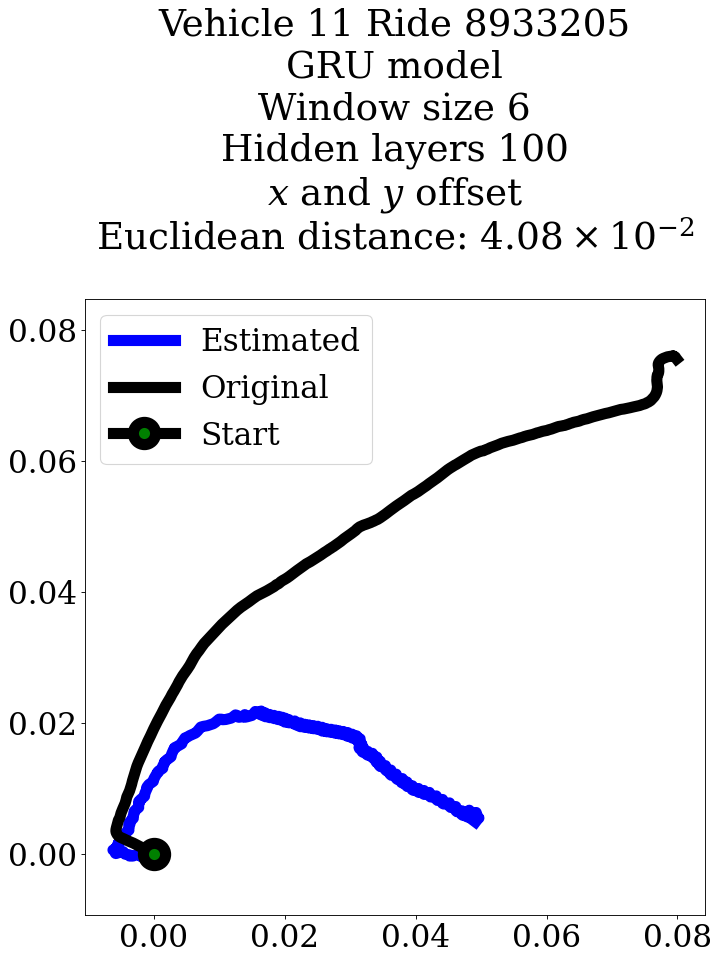 Vehicle 11 Ride 8933205
GRU model
Window size 6
Hidden layers 100
x and y offset
Euclidean distance: 4.08 × 10⁻²
Estimated
Original
Start
0.08
0.06
0.04
0.02
0.00
0.00 0.02 0.04 0.06 0.08